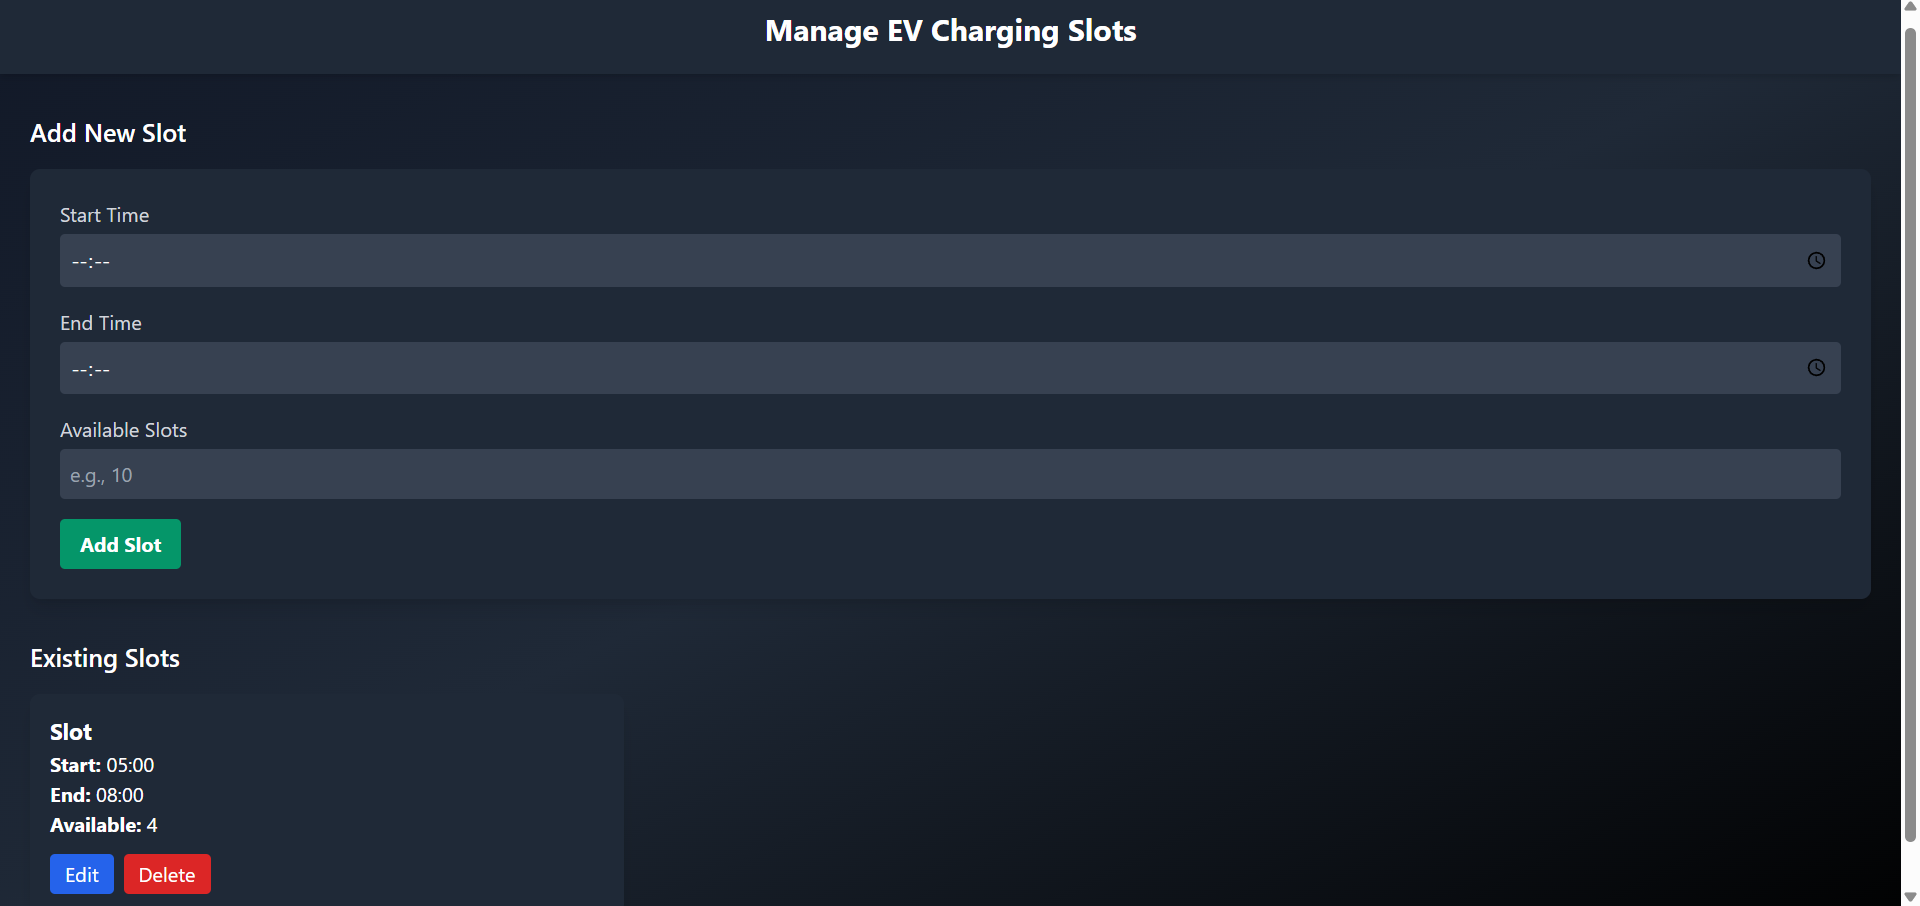 Manage EV Charging Slots
Add New Slot
Start Time
--:--
End Time
--:--
Available Slots
e.g., 10
Add Slot
Existing Slots
Slot
Start: 05:00
End: 08:00
Available: 4
Edit Delete